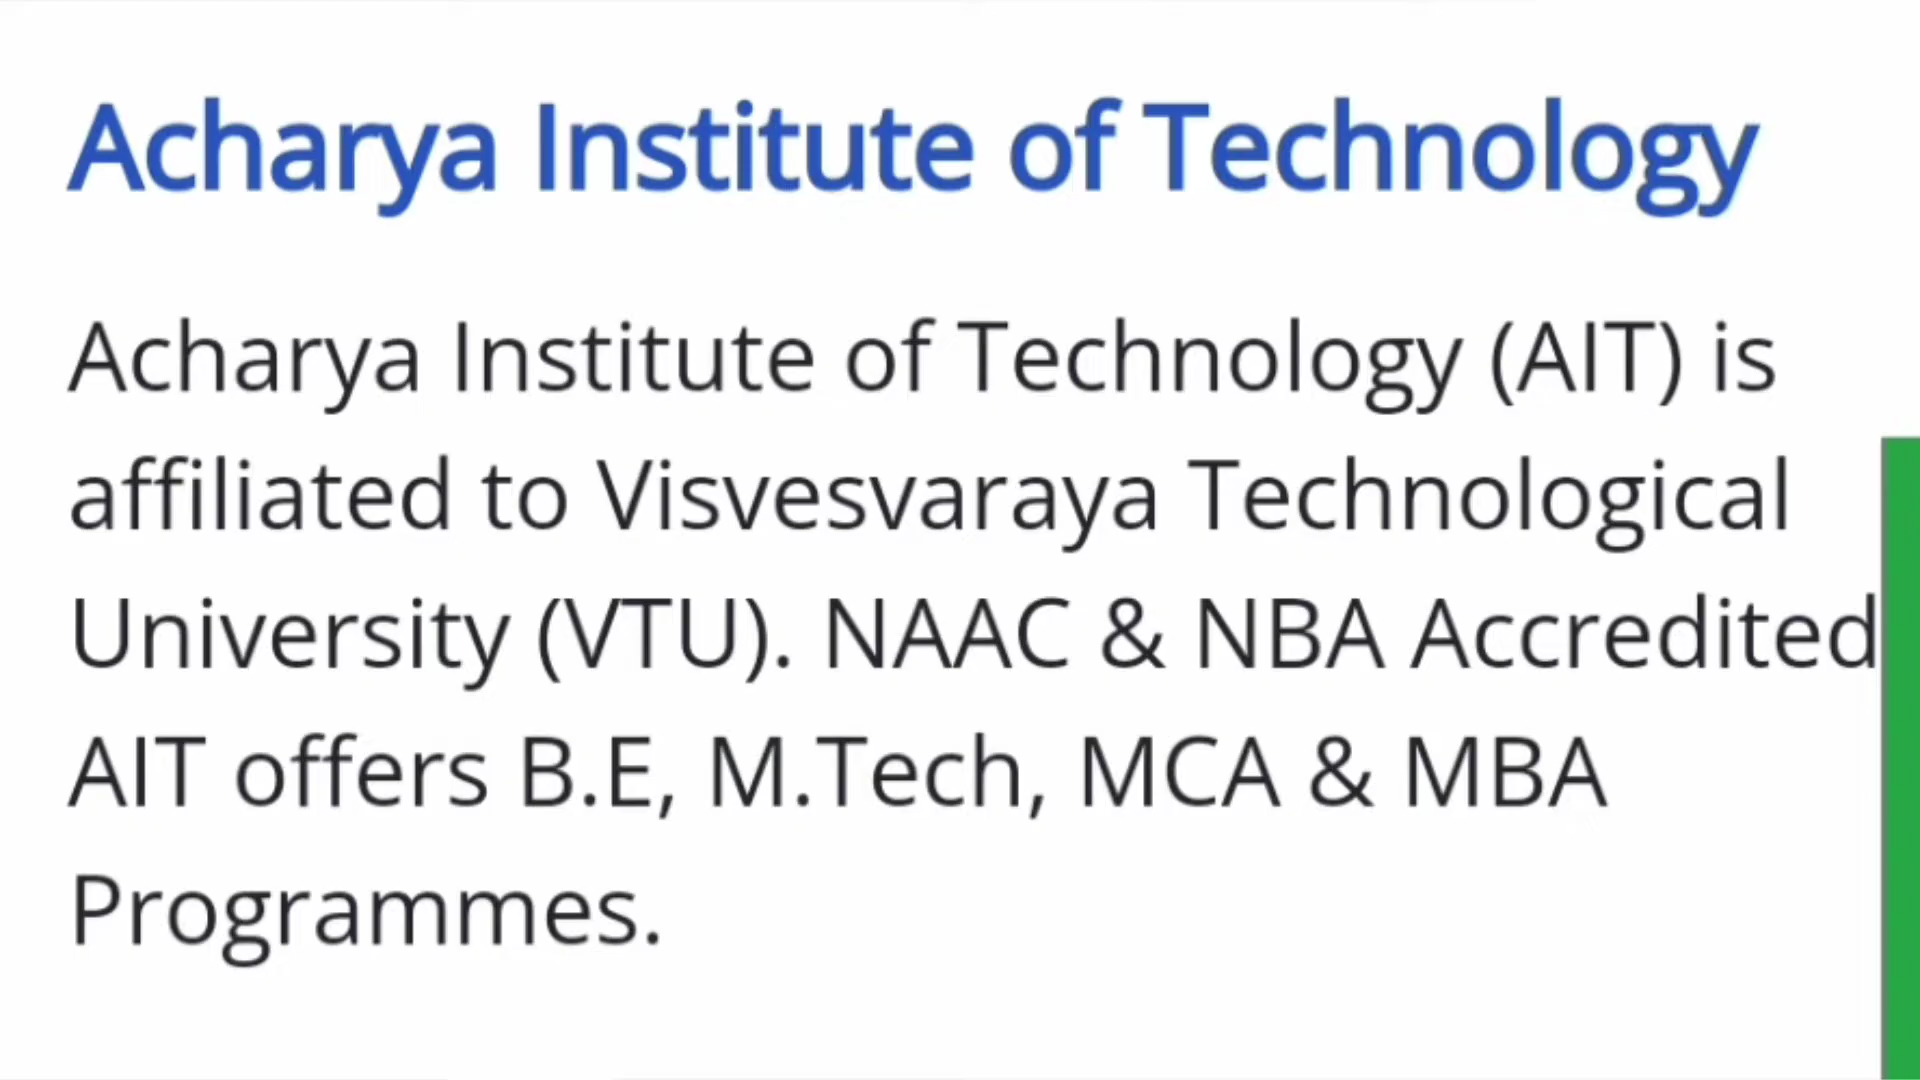 Acharya Institute of Technology
Acharya Institute of Technology (AIT) is
affiliated to Visvesvaraya Technological
University (VTU). NAAC & NBA Accredited
AIT offers B.E, M.Tech, MCA & MBA
Programmes.